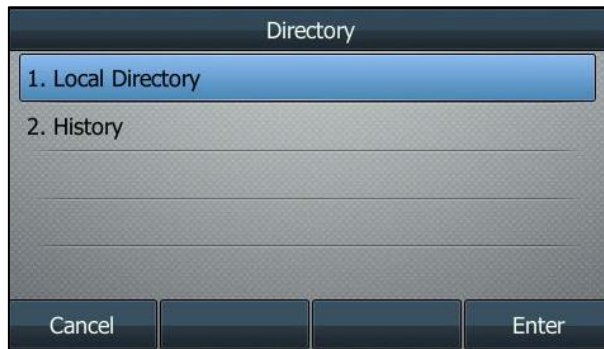 Directory
1. Local Directory
2. History
Cancel
Enter